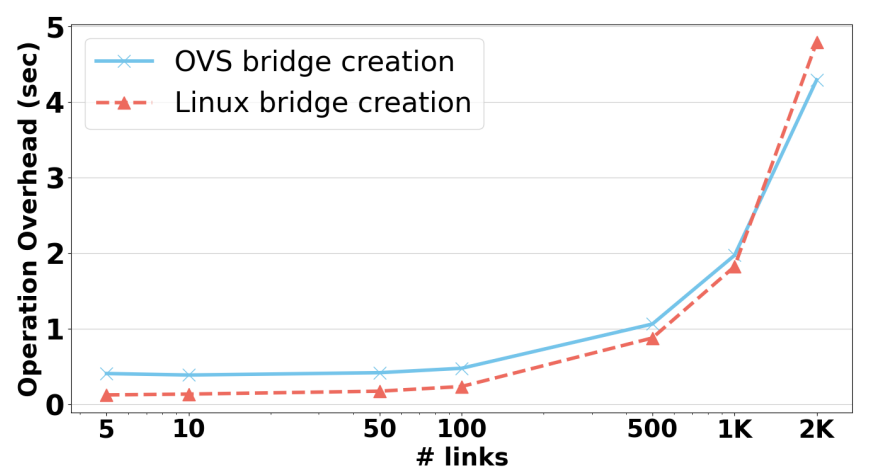 Operation Overhead (sec)
5
4
3
2
1
0
OVS bridge creation
Linux bridge creation
5 10 50 100 500 1K 2K
# links